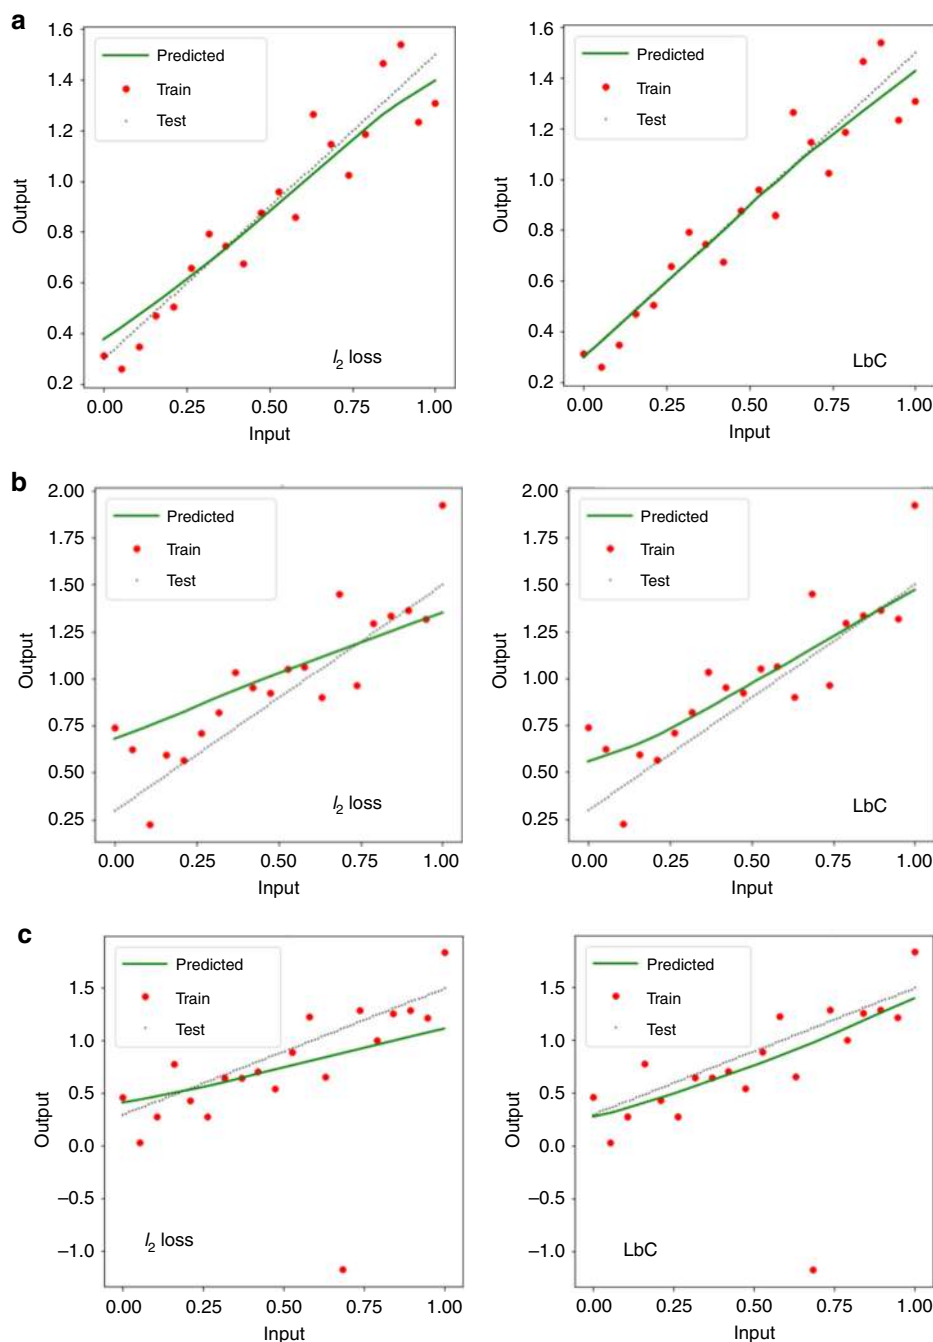 a
1.6
1.4
1.2
1.0
0.8
0.6
0.4
0.2
Output
Predicted
Train
Test
l2 loss
0.00 0.25 0.50 0.75 1.00
Input
1.6
1.4
1.2
1.0
0.8
0.6
0.4
0.2
Output
Predicted
Train
Test
LbC
0.00 0.25 0.50 0.75 1.00
Input
b
2.00
1.75
1.50
1.25
1.00
0.75
0.50
0.25
Output
Predicted
Train
Test
l2 loss
0.00 0.25 0.50 0.75 1.00
Input
2.00
1.75
1.50
1.25
1.00
0.75
0.50
0.25
Output
Predicted
Train
Test
LbC
0.00 0.25 0.50 0.75 1.00
Input
c
1.5
1.0
0.5
0.0
−0.5
−1.0
Output
Predicted
Train
Test
l2 loss
0.00 0.25 0.50 0.75 1.00
Input
1.5
1.0
0.5
0.0
−0.5
−1.0
Output
Predicted
Train
Test
LbC
0.00 0.25 0.50 0.75 1.00
Input